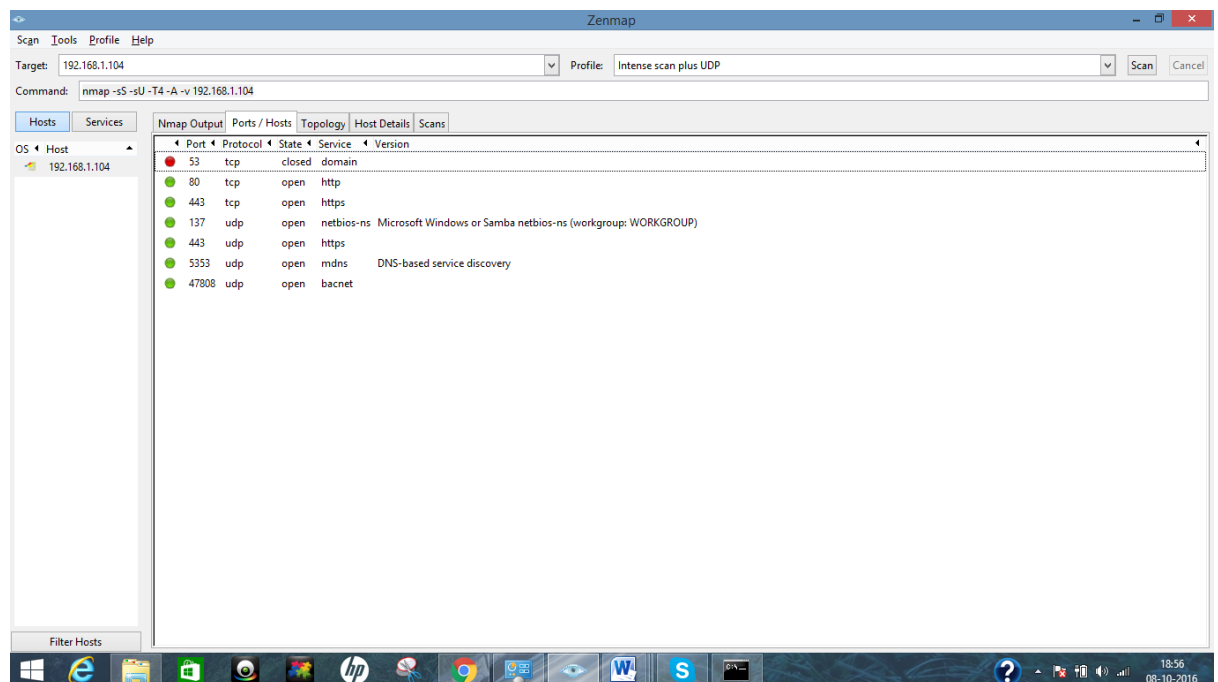 Zenmap
Scan Tools Profile Help
Target: 192.168.1.104 Profile: Intense scan plus UDP Scan Cancel
Command: nmap -sS -sU -T4 -A -v 192.168.1.104
Hosts Services Nmap Output Ports / Hosts Topology Host Details Scans
OS Host Port Protocol State Service Version
192.168.1.104
53 tcp closed domain
80 tcp open http
443 tcp open https
137 udp open netbios-ns Microsoft Windows or Samba netbios-ns (workgroup: WORKGROUP)
443 udp open https
5353 udp open mdns DNS-based service discovery
47808 udp open bacnet
Filter Hosts
hp W S C:\_ ? 18:56
08-10-2016